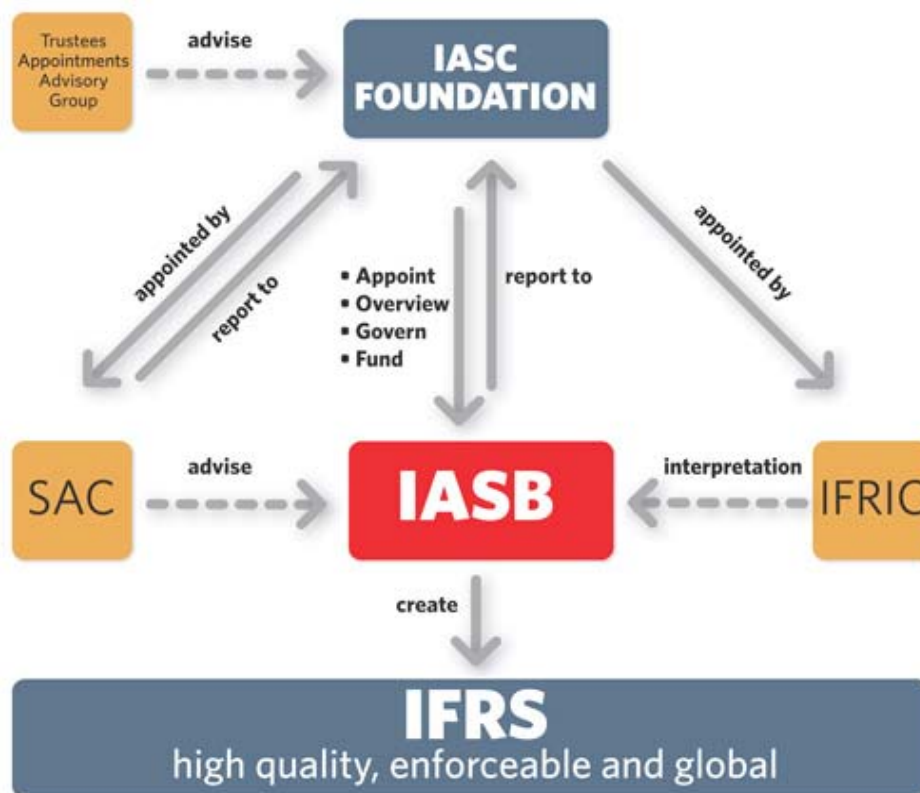 Trustees
Appointments
Advisory
Group
advise
IASC
FOUNDATION
appointed by
report to
▪ Appoint
▪ Overview
▪ Govern
▪ Fund
report to
appointed by
SAC
advise
IASB
interpretation
IFRIC
create
IFRS
high quality, enforceable and global